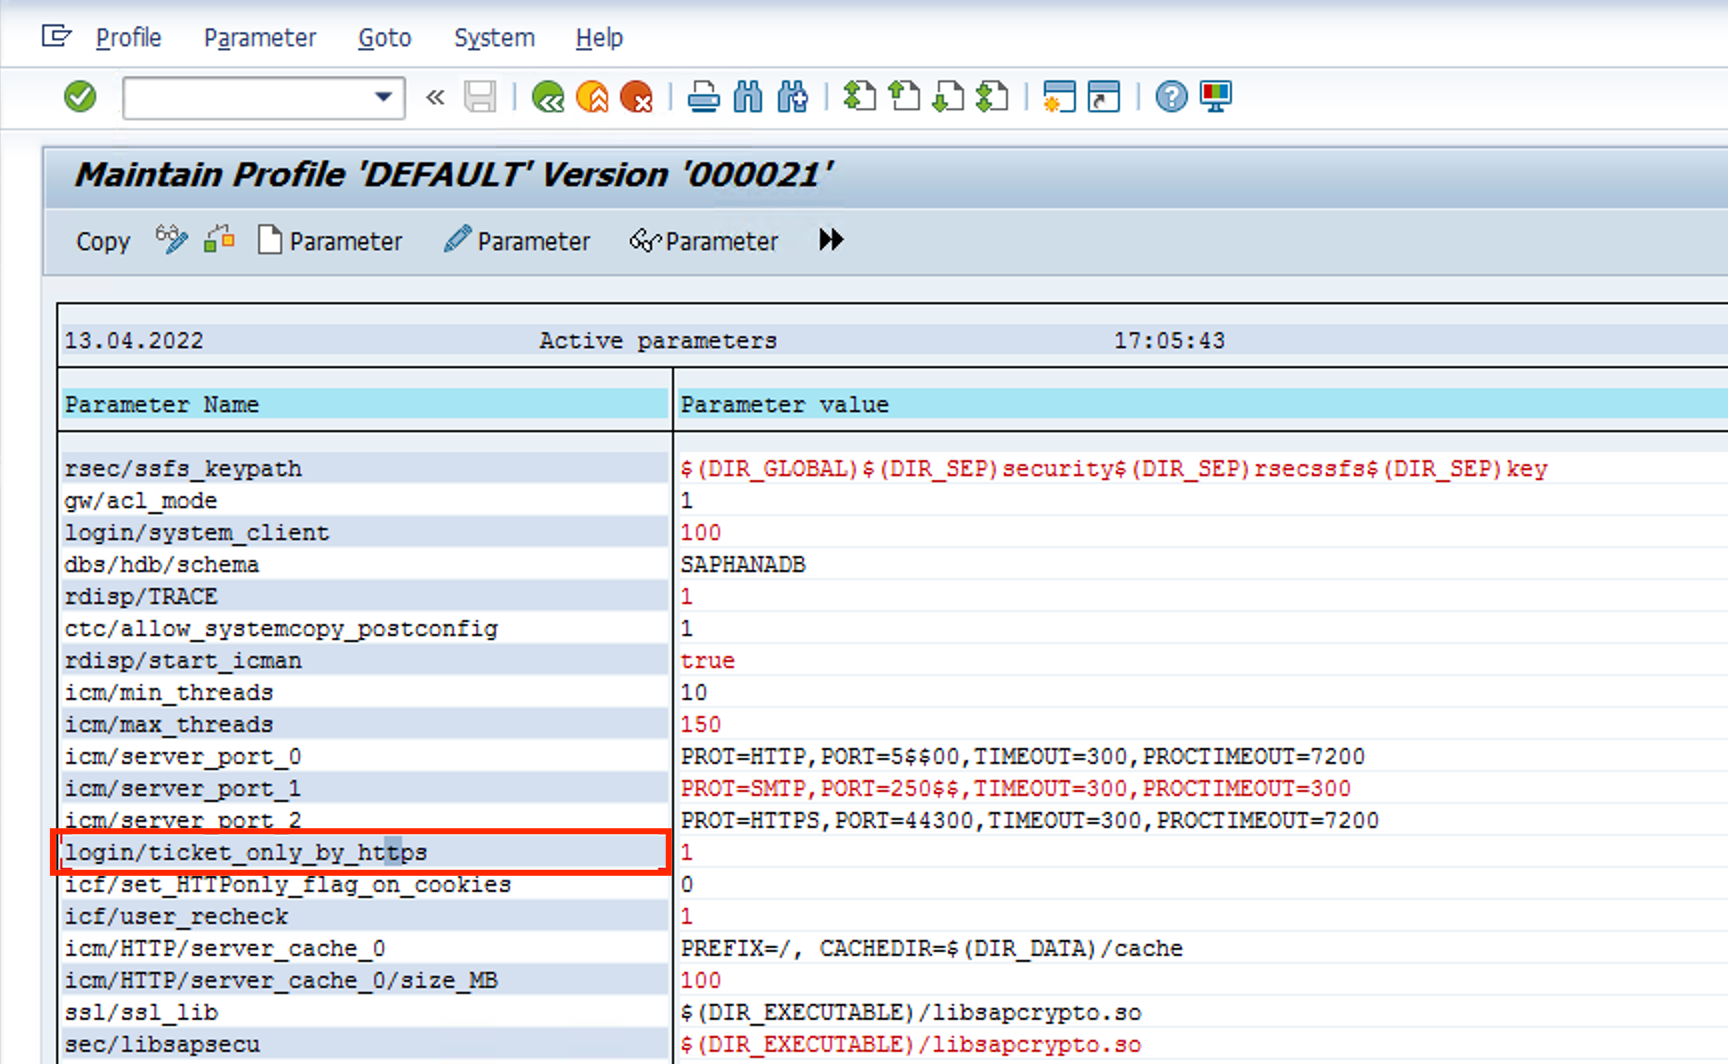 Profile Parameter Goto System Help
Maintain Profile 'DEFAULT' Version '000021'
Copy Parameter Parameter Parameter
13.04.2022 Active parameters 17:05:43
Parameter Name Parameter value
rsec/ssfs_keypath $(DIR_GLOBAL)$(DIR_SEP)security$(DIR_SEP)rsecssfs$(DIR_SEP)key
gw/acl_mode 1
login/system_client 100
dbs/hdb/schema SAPHANADB
rdisp/TRACE 1
ctc/allow_systemcopy_postconfig 1
rdisp/start_icman true
icm/min_threads 10
icm/max_threads 150
icm/server_port_0 PROT=HTTP,PORT=5$$00,TIMEOUT=300,PROCTIMEOUT=7200
icm/server_port_1 PROT=SMTP,PORT=250$$,TIMEOUT=300,PROCTIMEOUT=300
icm/server_port_2 PROT=HTTPS,PORT=44300,TIMEOUT=300,PROCTIMEOUT=7200
login/ticket_only_by_https 1
icf/set_HTTPonly_flag_on_cookies 0
icf/user_recheck 1
icm/HTTP/server_cache_0 PREFIX=/, CACHEDIR=$(DIR_DATA)/cache
icm/HTTP/server_cache_0/size_MB 100
ssl/ssl_lib $(DIR_EXECUTABLE)/libsapcrypto.so
sec/libsapsecu $(DIR_EXECUTABLE)/libsapcrypto.so